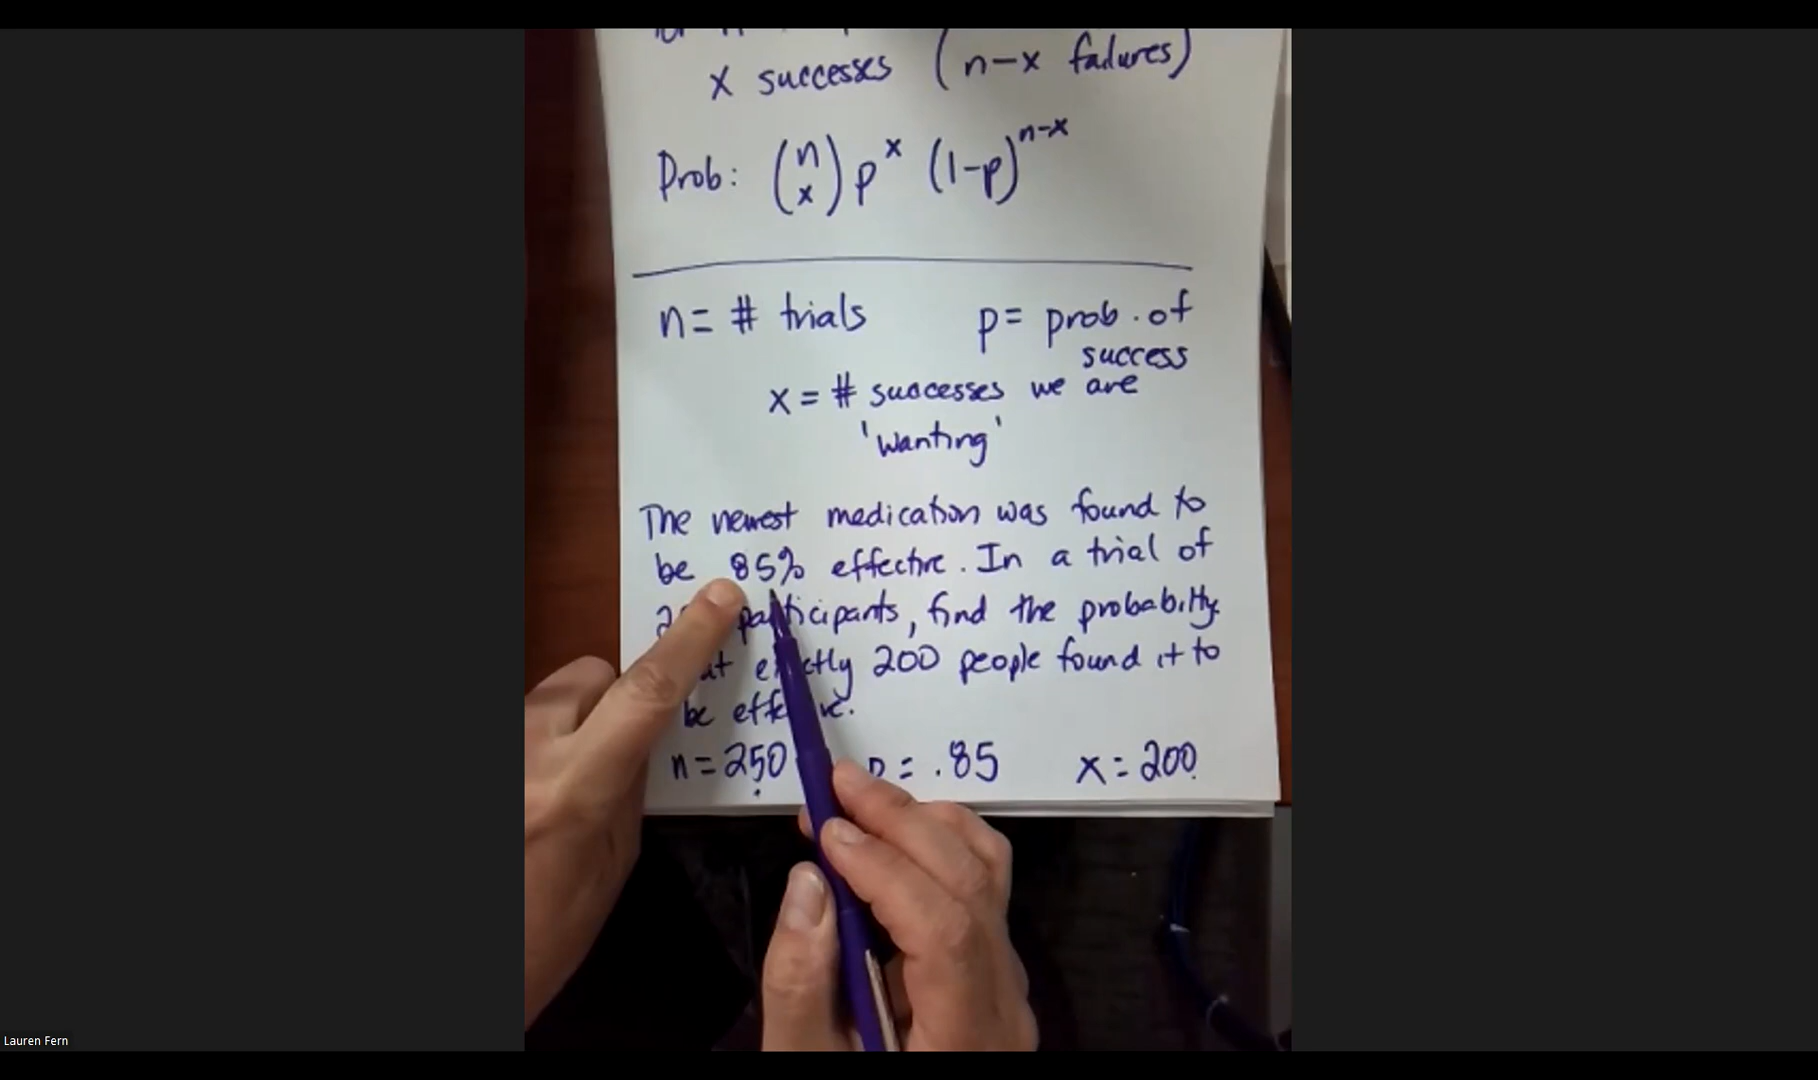 x successes (n-x failures)
Prob: (n x) p^x (1-p)^n-x
n = # trials p = prob. of
success
x = # successes we are
'wanting'
The newest medication was found to
be 85% effective. In a trial of
participants, find the probability
200 people found it to
be
n = 250 = .85 x = 200
Lauren Fern